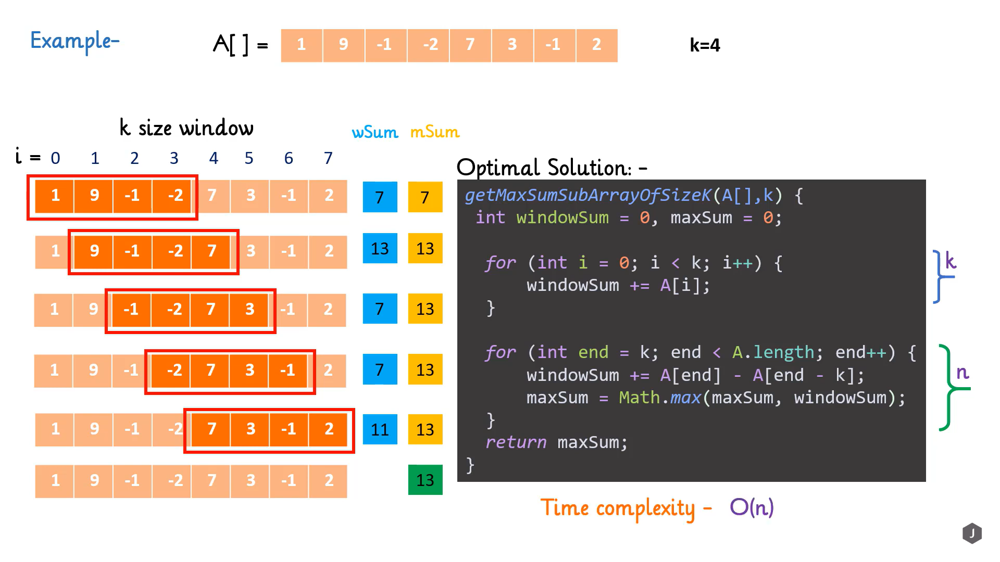 Example-
A[ ] = 1 9 -1 -2 7 3 -1 2
k=4
k size window
wSum mSum
i = 0 1 2 3 4 5 6 7
1 9 -1 -2 7 3 -1 2 7 7
1 9 -1 -2 7 3 -1 2 13 13
1 9 -1 -2 7 3 -1 2 7 13
1 9 -1 -2 7 3 -1 2 7 13
1 9 -1 -2 7 3 -1 2 11 13
1 9 -1 -2 7 3 -1 2 13
Optimal Solution: -
getMaxSumSubArrayOfSizeK(A[],k) {
int windowSum = 0, maxSum = 0;
for (int i = 0; i < k; i++) {
windowSum += A[i];
}
k
for (int end = k; end < A.length; end++) {
windowSum += A[end] - A[end - k];
maxSum = Math.max(maxSum, windowSum);
}
n
return maxSum;
}
Time complexity - O(n)
J